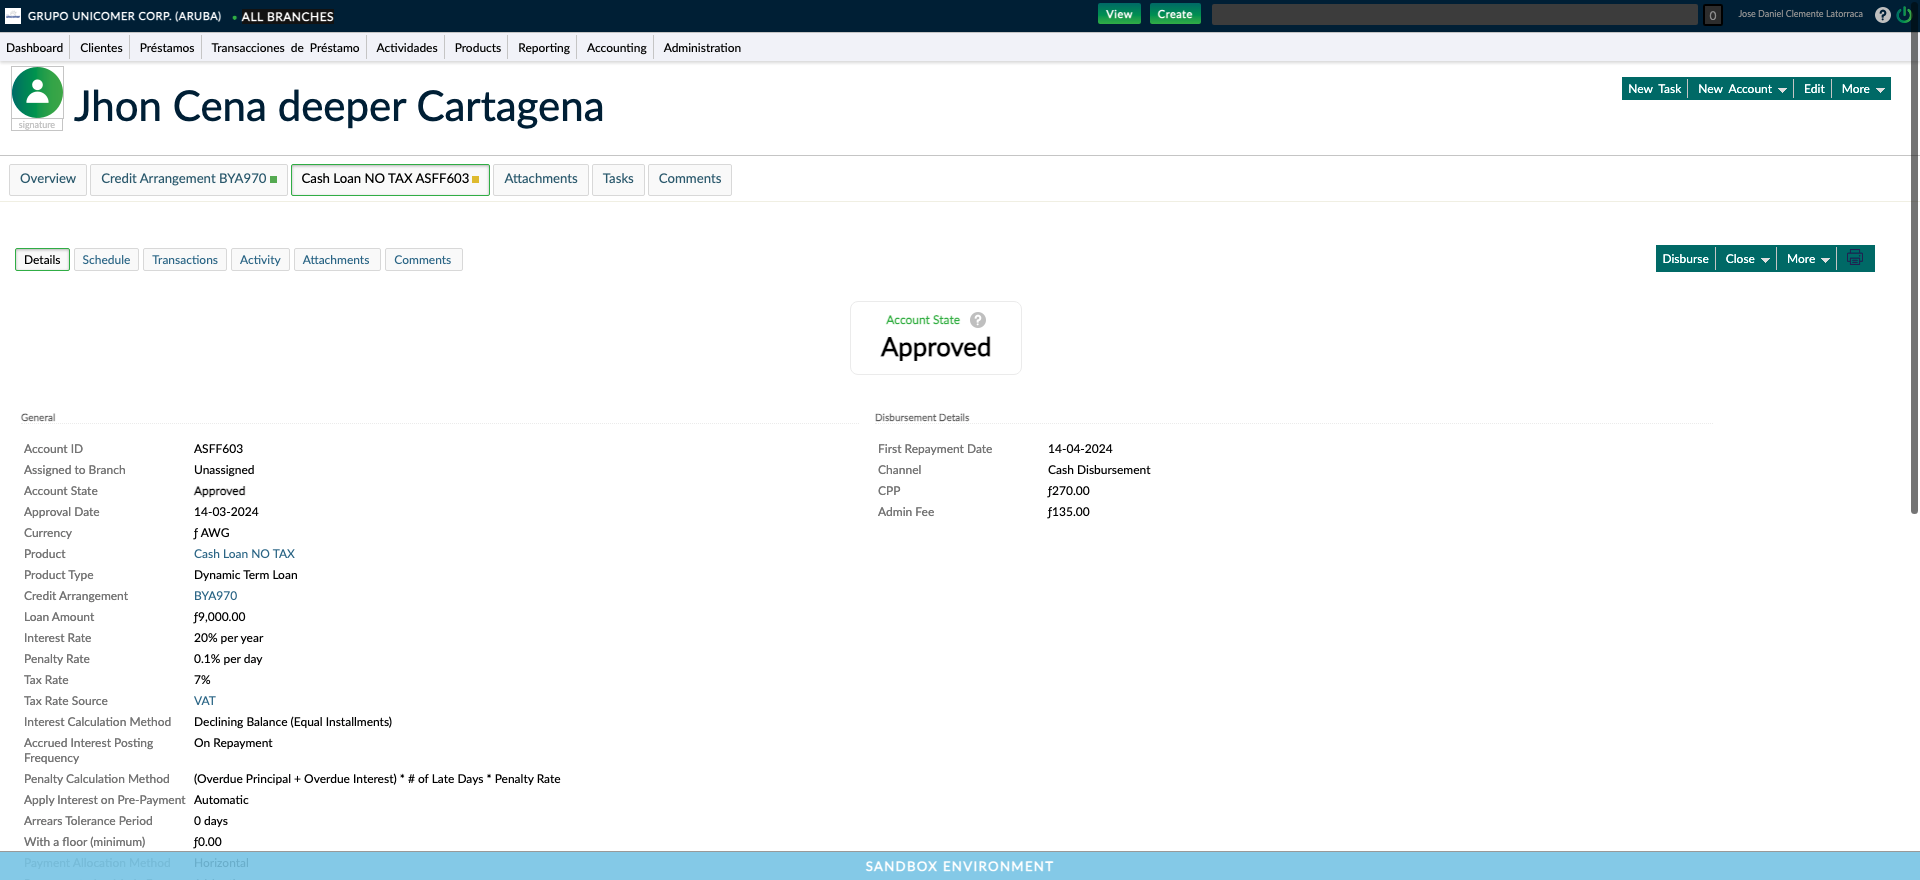 GRUPO UNICOMER CORP. (ARUBA) • ALL BRANCHES View Create 0 Jose Daniel Clemente Latorraca ?
Dashboard Clientes Préstamos Transacciones de Préstamo Actividades Products Reporting Accounting Administration
signature
Jhon Cena deeper Cartagena
New Task New Account Edit More
Overview Credit Arrangement BYA970 Cash Loan NO TAX ASFF603 Attachments Tasks Comments
Details Schedule Transactions Activity Attachments Comments
Disburse Close More
Account State ?
Approved
General
Account ID ASFF603
Assigned to Branch Unassigned
Account State Approved
Approval Date 14-03-2024
Currency ƒ AWG
Product Cash Loan NO TAX
Product Type Dynamic Term Loan
Credit Arrangement BYA970
Loan Amount ƒ9,000.00
Interest Rate 20% per year
Penalty Rate 0.1% per day
Tax Rate 7%
Tax Rate Source VAT
Interest Calculation Method Declining Balance (Equal Installments)
Accrued Interest Posting Frequency On Repayment
Penalty Calculation Method (Overdue Principal + Overdue Interest) * # of Late Days * Penalty Rate
Apply Interest on Pre-Payment Automatic
Arrears Tolerance Period 0 days
With a floor (minimum) ƒ0.00
Payment Allocation Method Horizontal
Disbursement Details
First Repayment Date 14-04-2024
Channel Cash Disbursement
CPP ƒ270.00
Admin Fee ƒ135.00
SANDBOX ENVIRONMENT